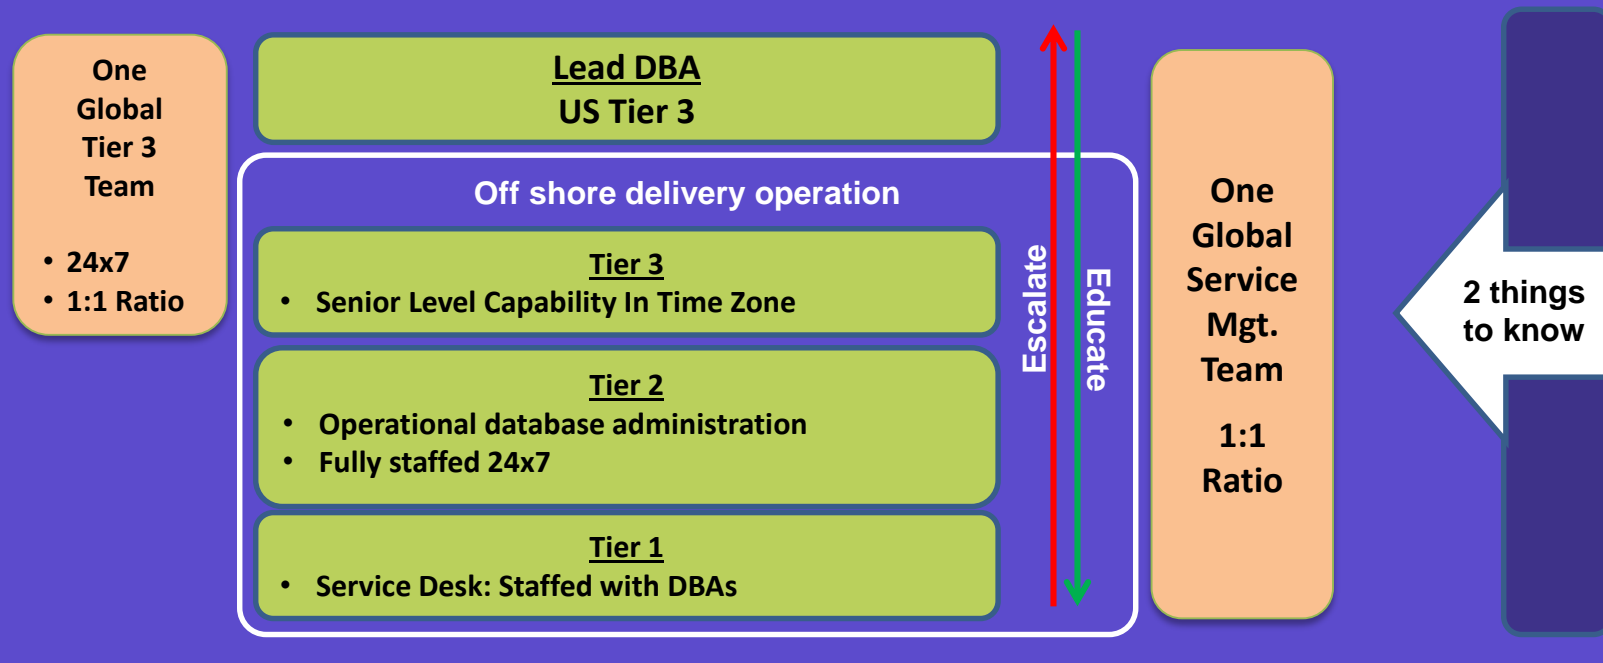 One
Global
Tier 3
Team
• 24x7
• 1:1 Ratio
Lead DBA
US Tier 3
Off shore delivery operation
Tier 3
• Senior Level Capability In Time Zone
Tier 2
• Operational database administration
• Fully staffed 24x7
Tier 1
• Service Desk: Staffed with DBAs
Escalate
Educate
One
Global
Service
Mgt.
Team
1:1
Ratio
2 things
to know